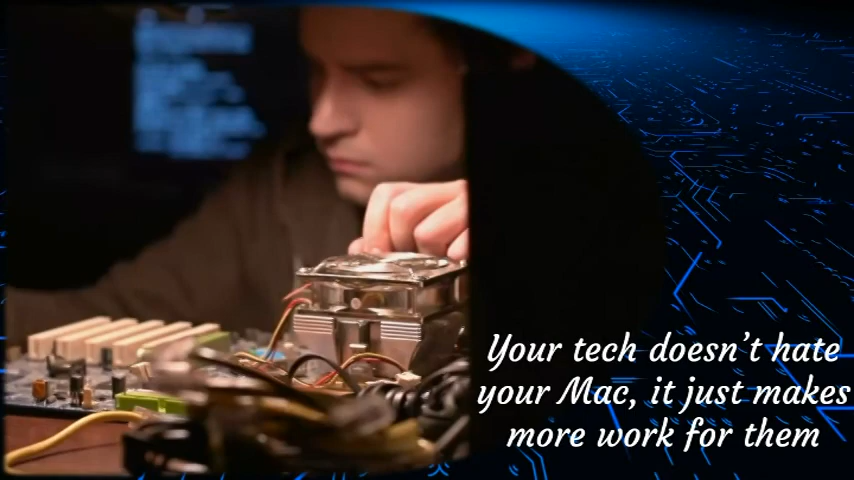 Your tech doesn’t hate
your Mac, it just makes
more work for them